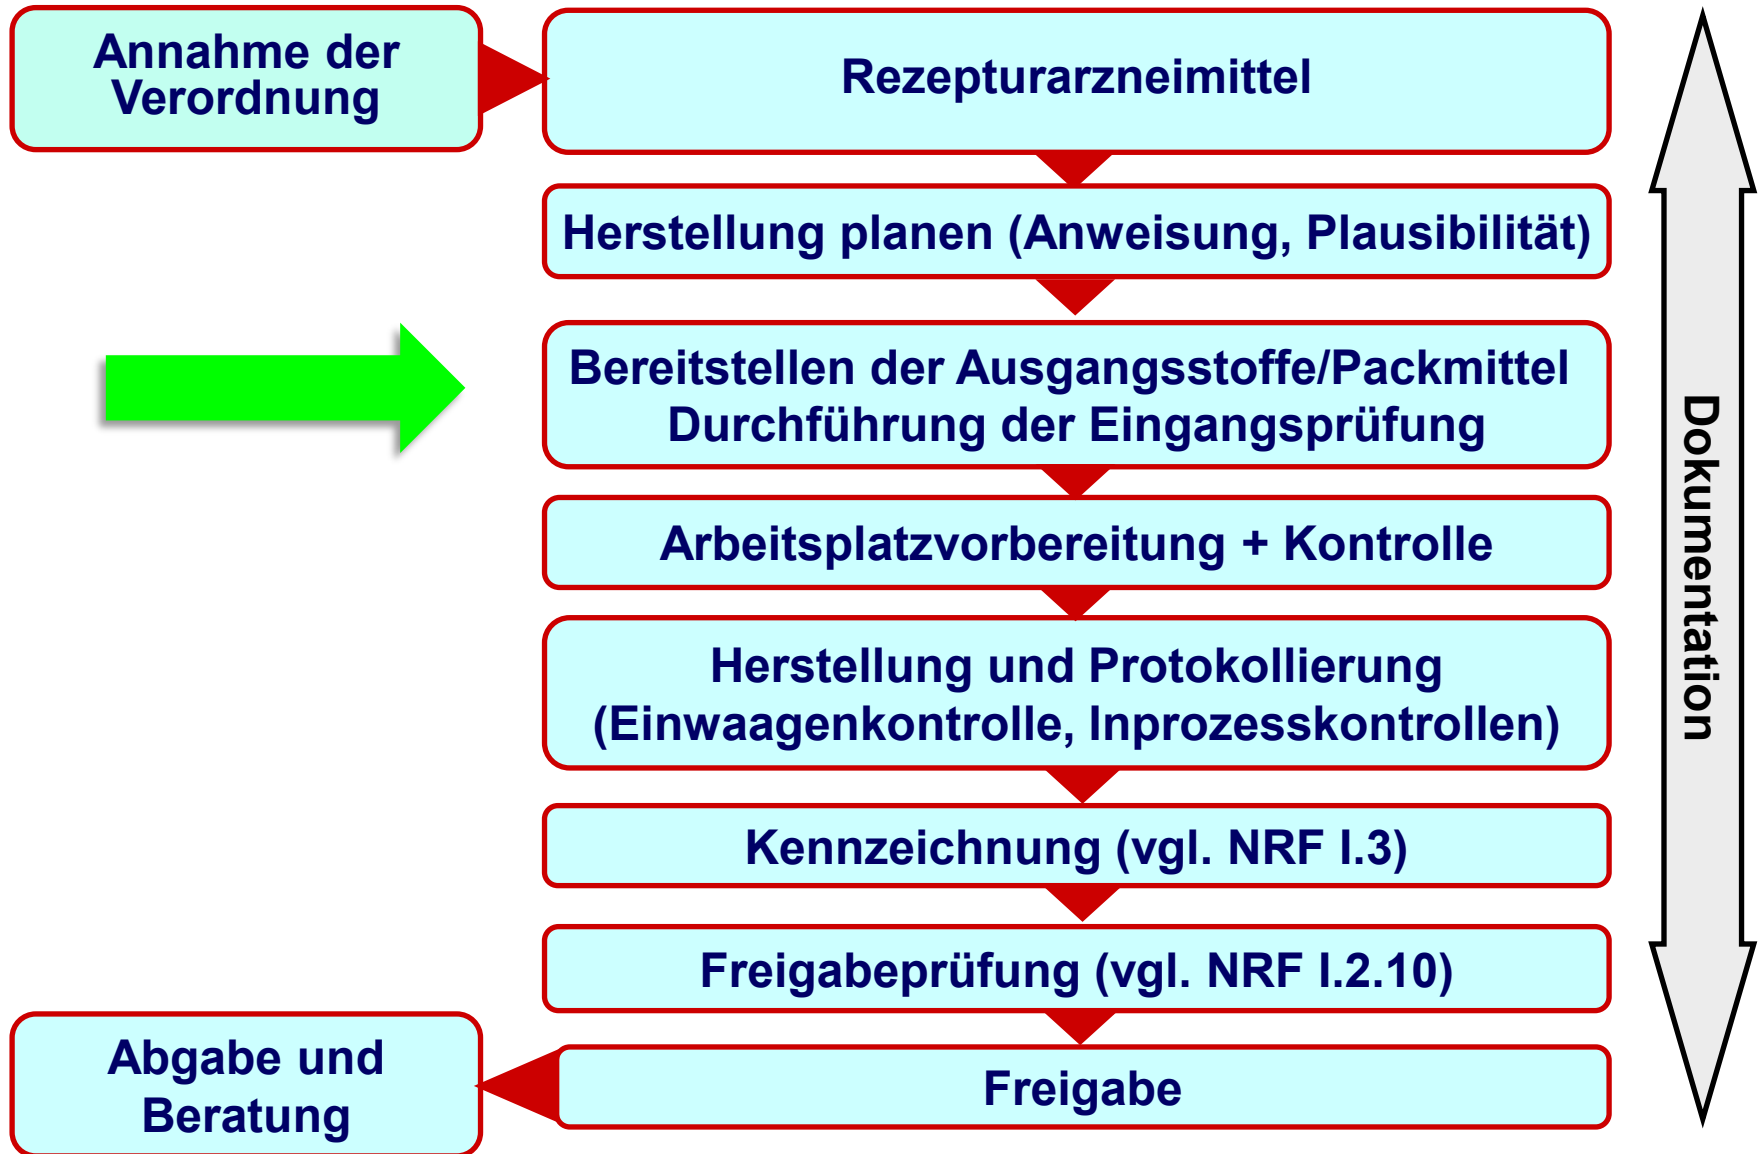 Annahme der
Verordnung
Rezepturarzneimittel
Herstellung planen (Anweisung, Plausibilität)
Bereitstellen der Ausgangsstoffe/Packmittel
Durchführung der Eingangsprüfung
Arbeitsplatzvorbereitung + Kontrolle
Herstellung und Protokollierung
(Einwaagenkontrolle, Inprozesskontrollen)
Kennzeichnung (vgl. NRF I.3)
Freigabeprüfung (vgl. NRF I.2.10)
Freigabe
Abgabe und
Beratung
Dokumentation